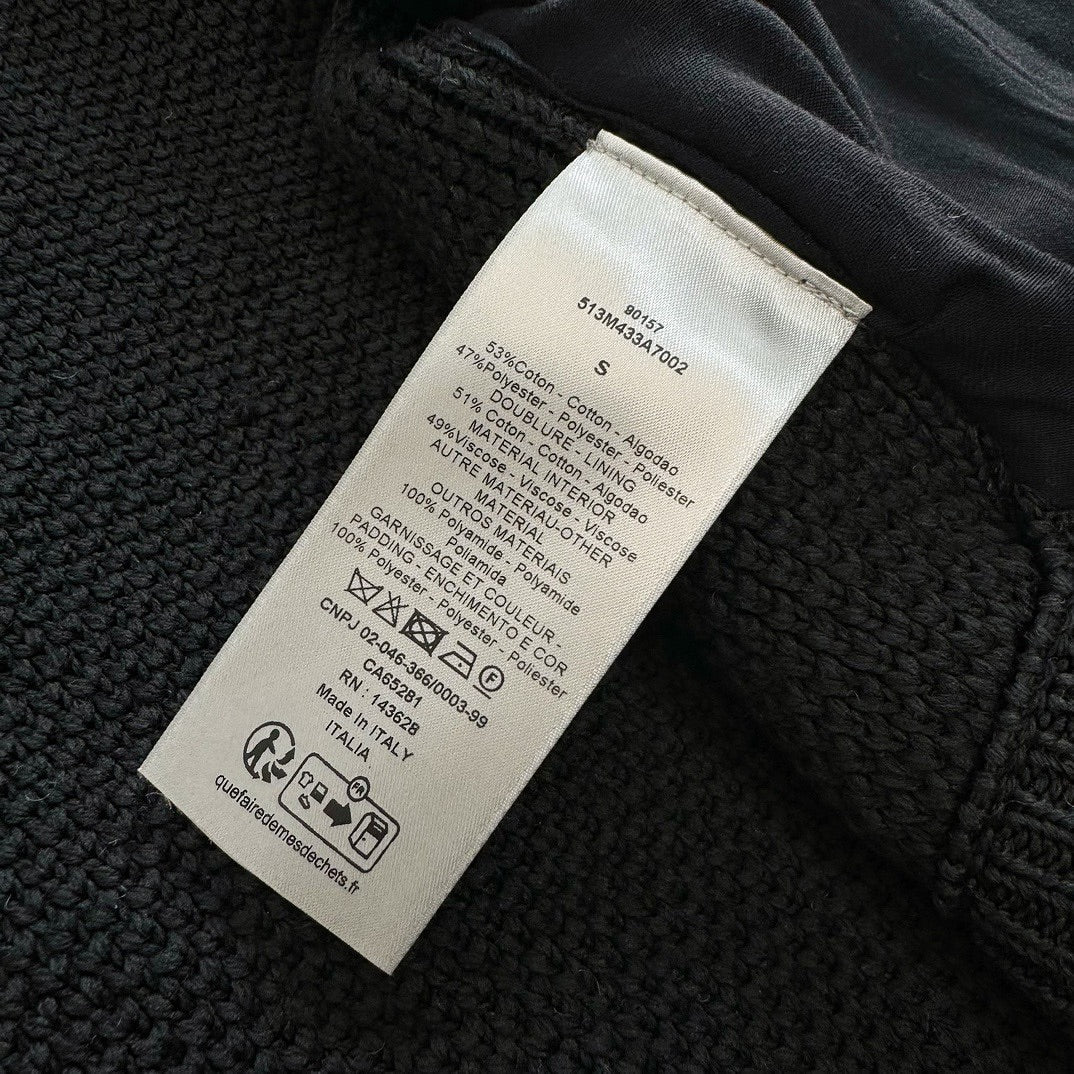 90157
513M433A7002
S
53%Coton - Cotton - Algodao
47%Polyester - Polyester - Poliester
DOUBLURE - LINING
MATERIAL INTERIOR
51% Coton - Cotton - Algodao
49%Viscose - Viscose - Viscose
AUTRE MATERIAU-OTHER
MATERIAL
OUTROS MATERIAIS
100% Polyamide - Polyamide
Poliamida
GARNISSAGE ET COULEUR -
PADDING - ENCHIMENTO E COR
100% Polyester - Polyester - Poliester
F
CNPJ 02-046-366/0003-99
CA65281
RN : 143628
Made In ITALY
ITALIA
FR
quefairedemesdechets.fr